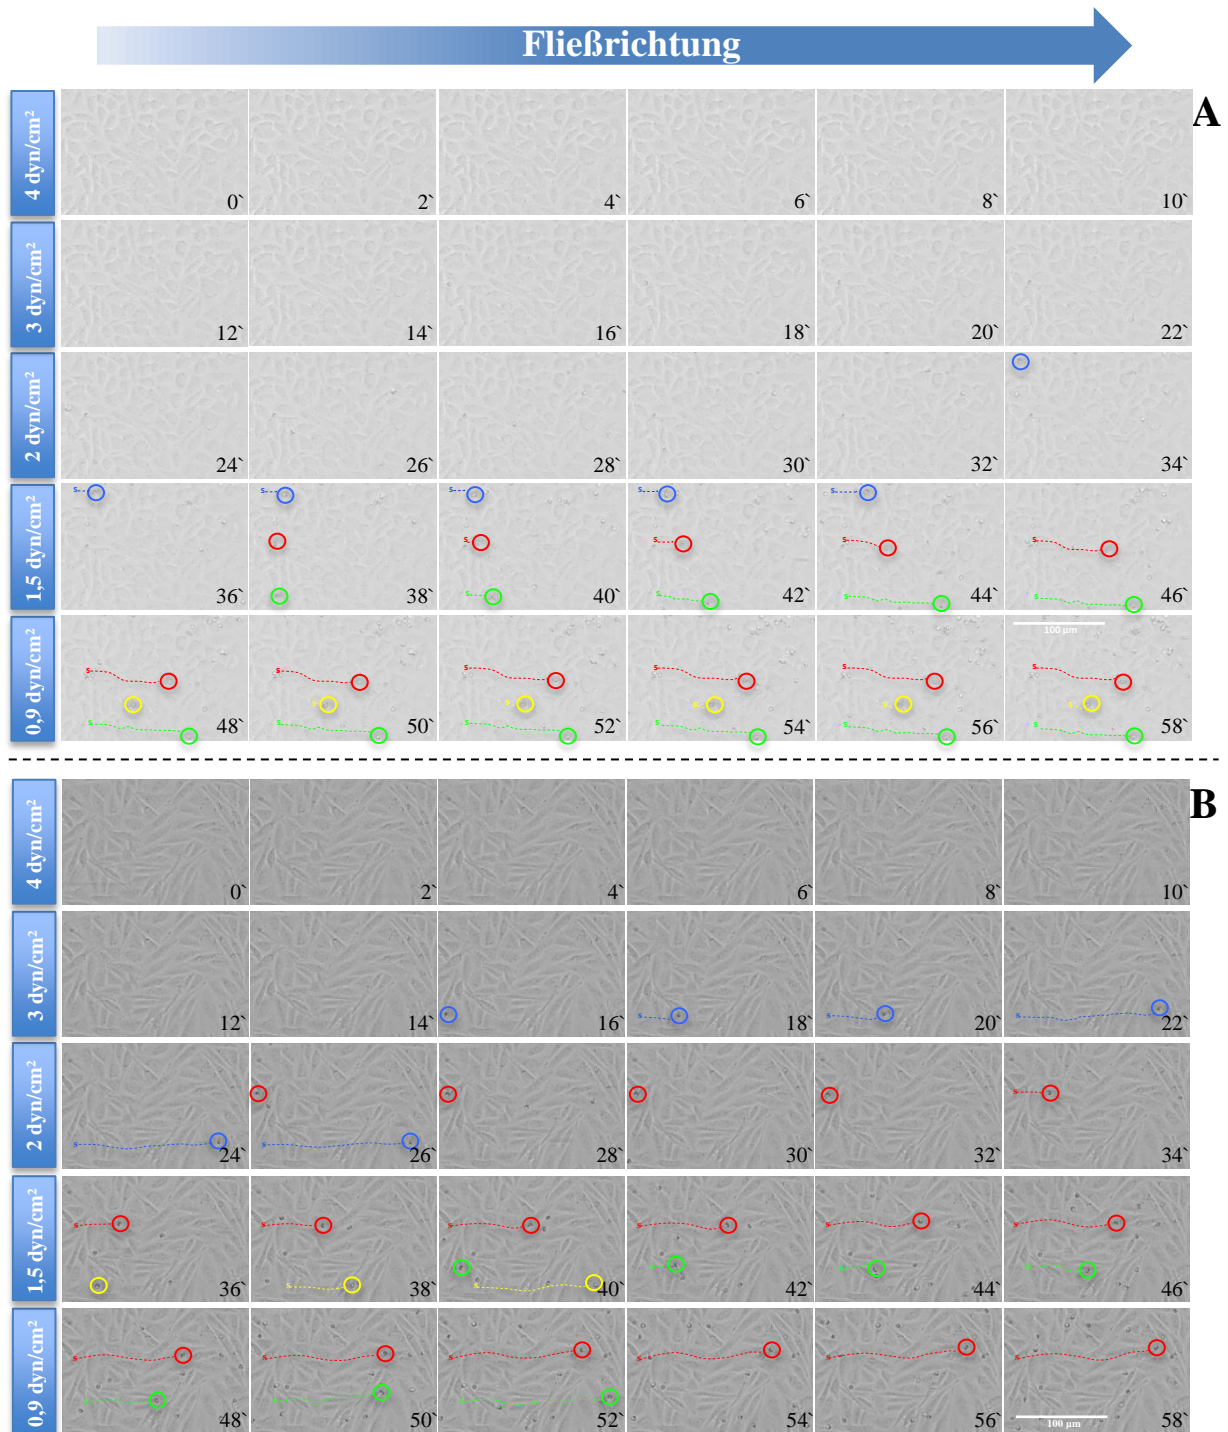 Fließrichtung
A
4 dyn/cm²
0` 2` 4` 6` 8` 10`
3 dyn/cm²
12` 14` 16` 18` 20` 22`
2 dyn/cm²
24` 26` 28` 30` 32` 34`
1,5 dyn/cm²
s s s s s
s s s s
s s s s
36` 38` 40` 42` 44` 46`
0,9 dyn/cm²
100 µm
s s s s s s
s s s s
s s s s s s
48` 50` 52` 54` 56` 58`
B
4 dyn/cm²
0` 2` 4` 6` 8` 10`
3 dyn/cm²
s s s
12` 14` 16` 18` 20` 22`
2 dyn/cm²
s
s s
24` 26` 28` 30` 32` 34`
1,5 dyn/cm²
s s s s s s
s s s
s s
36` 38` 40` 42` 44` 46`
0,9 dyn/cm²
s s s s s s
s s s
48` 50` 52` 54` 56` 58`
100 µm